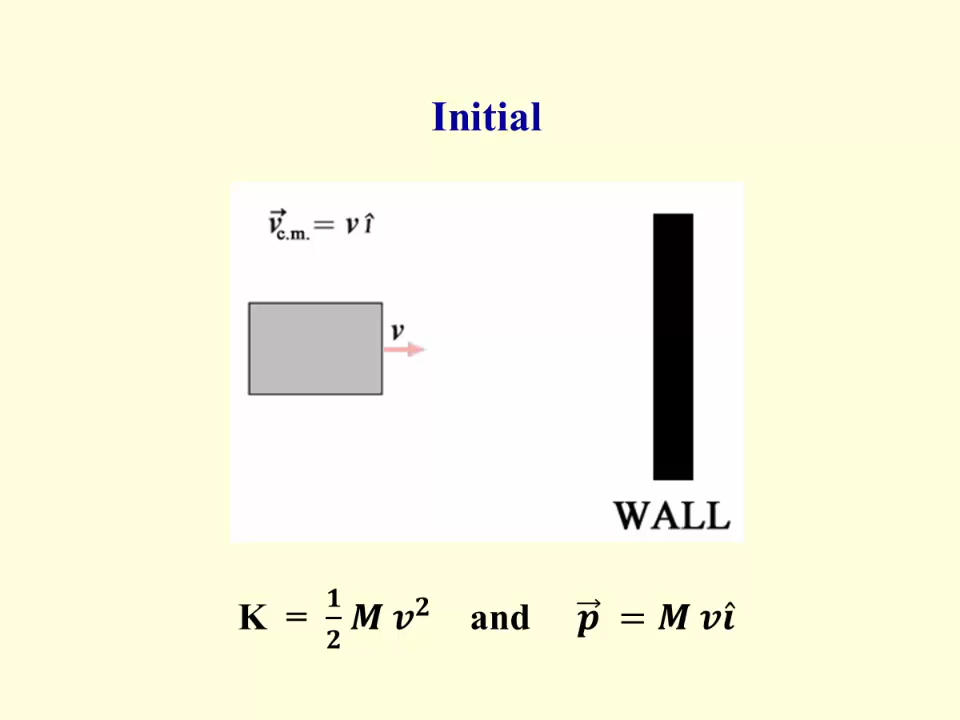 Initial
v⃗c.m. = v î
v
WALL
K = 1/2 M v² and p⃗ = M v î